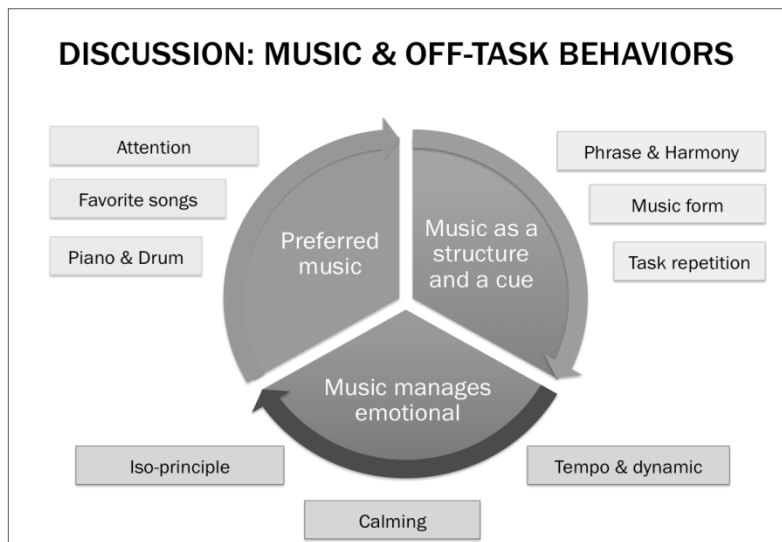 DISCUSSION: MUSIC & OFF-TASK BEHAVIORS
Attention
Favorite songs
Piano & Drum
Preferred
music
Music as a
structure
and a cue
Phrase & Harmony
Music form
Task repetition
Music manages
emotional
Iso-principle
Calming
Tempo & dynamic